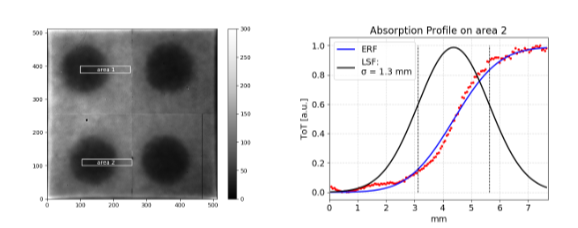 500
400
300
200
100
0
area 1
area 2
0 100 200 300 400 500
300
250
200
150
100
50
0
Absorption Profile on area 2
1.0
0.8
0.6
0.4
0.2
0.0
ToT [a.u.]
ERF
LSF:
σ = 1.3 mm
0 1 2 3 4 5 6 7
mm